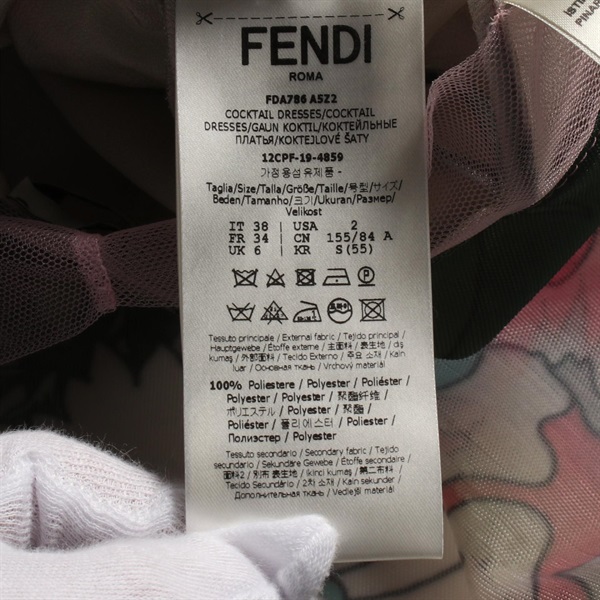 FENDI
ROMA
FDA786 A5Z2
COCKTAIL DRESSES/COCKTAIL
DRESSES/GAUN KOKTIL/КОКТЕЙЛЬНЫЕ
ПЛАТЬЯ/KOKTEJLOVÉ ŠATY
12CPF-19-4859
가정용섬유제품 -
Taglia/Size/Talla/Größe/Taille/号型/サイズ/
Beden/Tamanho/크기/Ukuran/Размер/
Velikost
IT 38 | USA 2
FR 34 | CN 155/84 A
UK 6 | KR S(55)
Tessuto principale / External fabric / Tejido principal /
Hauptgewebe / Étoffe externe / 主面料 / 表生地 / dış
kumaş / 外部面料 / Tecido Externo / 주요 소재 / Kain
luar / Основная ткань / Vrchový materiál
100% Poliestere / Polyester / Poliéster /
Polyester / Polyester / 聚酯纤维 /
ポリエステル / Polyester / 聚酯 /
Poliéster / 폴리에스터 / Polyester /
Полиэстер / Polyester
Tessuto secondario / Secondary fabric / Tejido
secundario / Sekundäre Gewebe / Étoffe secondaire /
面料2 / 別布 / İkinci kumaş / 第二布料 /
Tecido Secundário / 2차 소재 / Kain sekunder
/ Дополнительная ткань / Vedlejší materiál